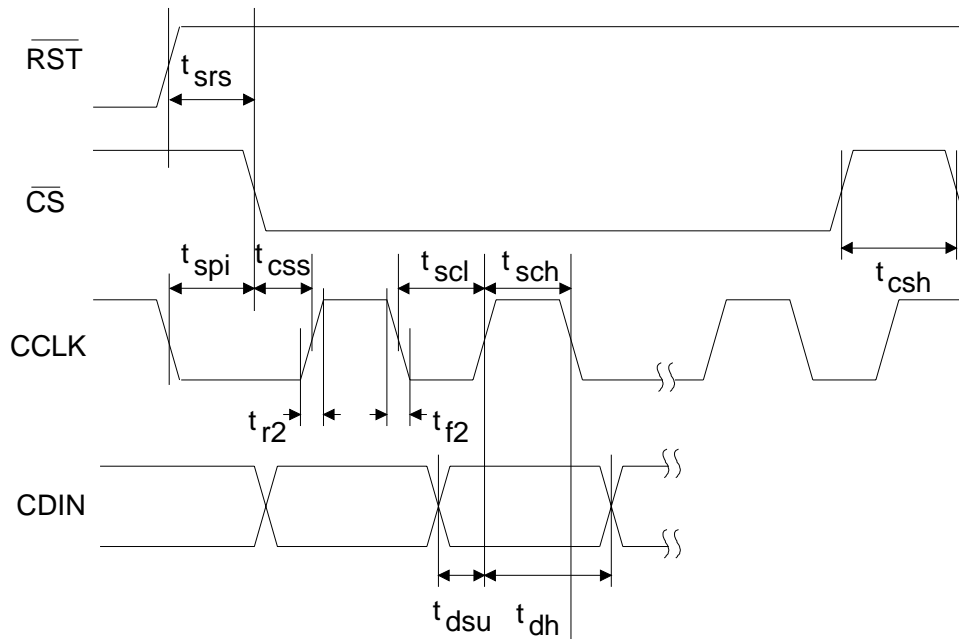 RST
t srs
CS
t spi
t css
t scl
t sch
t csh
CCLK
t r2
t f2
CDIN
t dsu
t dh